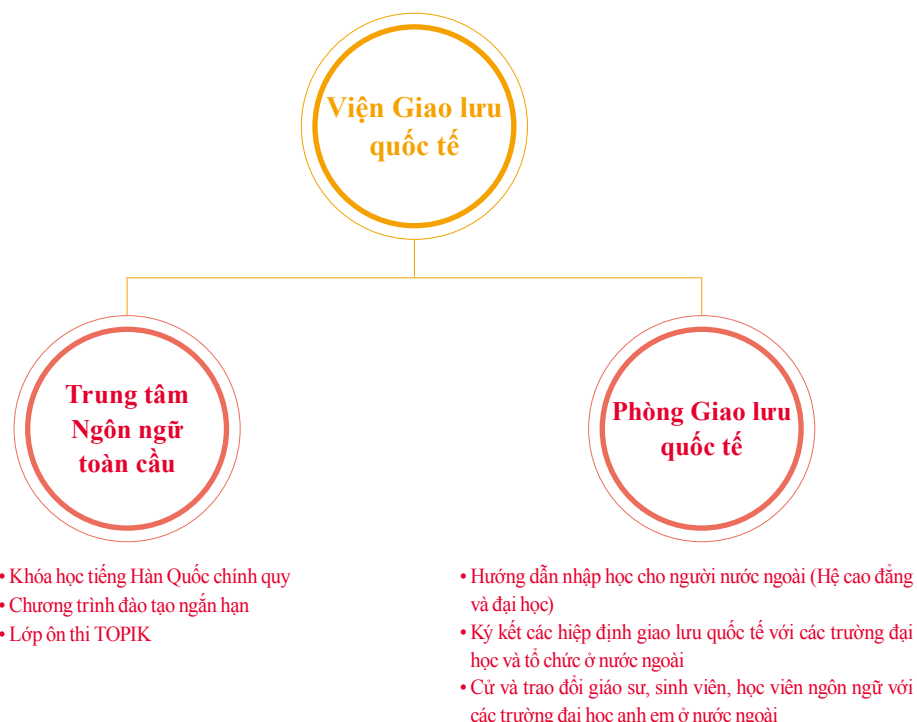 Viện Giao lưu
quốc tế
Trung tâm
Ngôn ngữ
toàn cầu
Phòng Giao lưu
quốc tế
• Khóa học tiếng Hàn Quốc chính quy
• Chương trình đào tạo ngắn hạn
• Lớp ôn thi TOPIK
• Hướng dẫn nhập học cho người nước ngoài (Hệ cao đẳng
và đại học)
• Ký kết các hiệp định giao lưu quốc tế với các trường đại
học và tổ chức ở nước ngoài
• Cử và trao đổi giáo sư, sinh viên, học viên ngôn ngữ với
các trường đại học anh em ở nước ngoài